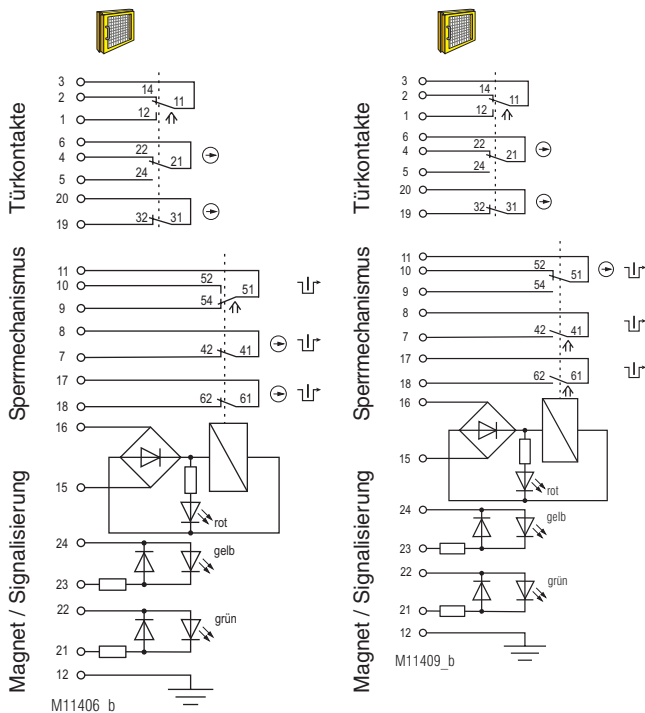 Türkontakte
3
2 14
11
1 12
6
4 22
21
5 24
20
19 32 31
Sperrmechanismus
11
10 52
51
9 54
8
7 42 41
17
18 62 61
Magnet / Signalisierung
16
15
rot
24
gelb
23
22
grün
21
12
M11406_b
Türkontakte
3
2 14
11
1 12
6
4 22
21
5 24
20
19 32 31
Sperrmechanismus
11
10 52
51
9 54
8
7 42 41
17
18 62 61
Magnet / Signalisierung
16
15
rot
24
gelb
23
22
grün
21
12
M11409_b